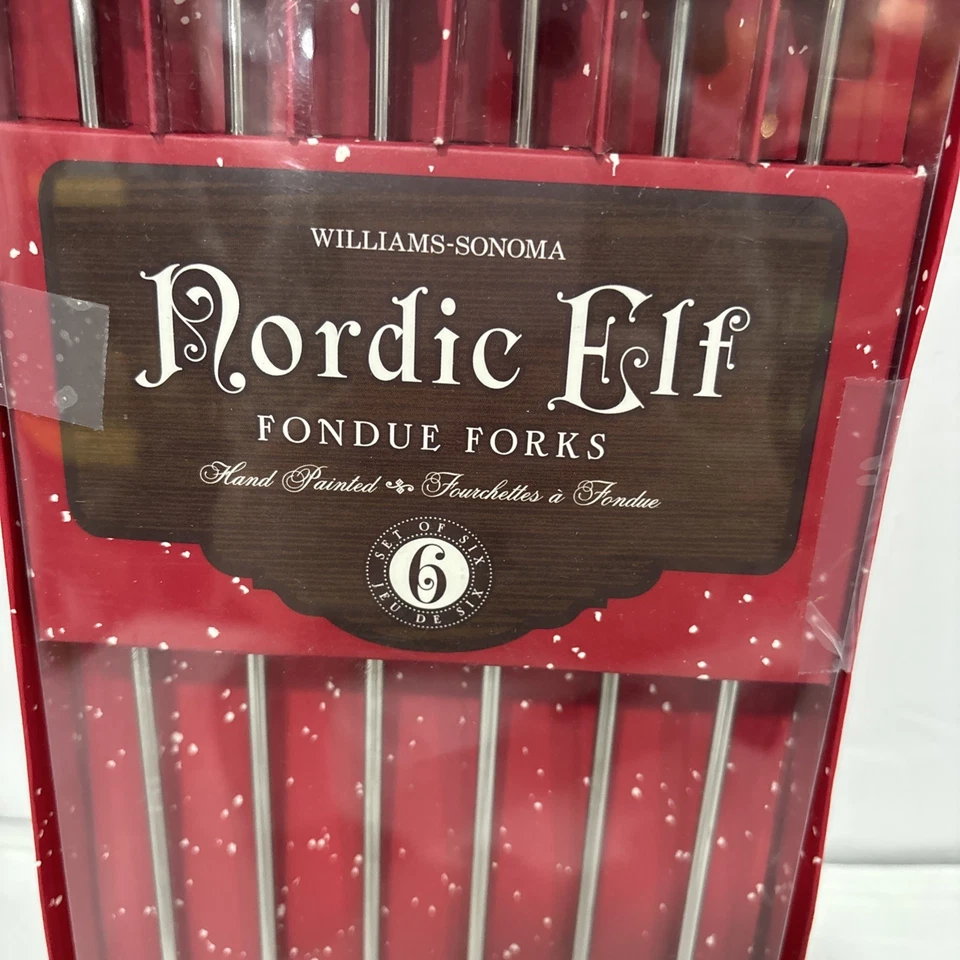 WILLIAMS-SONOMA
Nordic Elf
FONDUE FORKS
Hand Painted Fourchettes à Fondue
SET OF SIX
6
JEU DE SIX